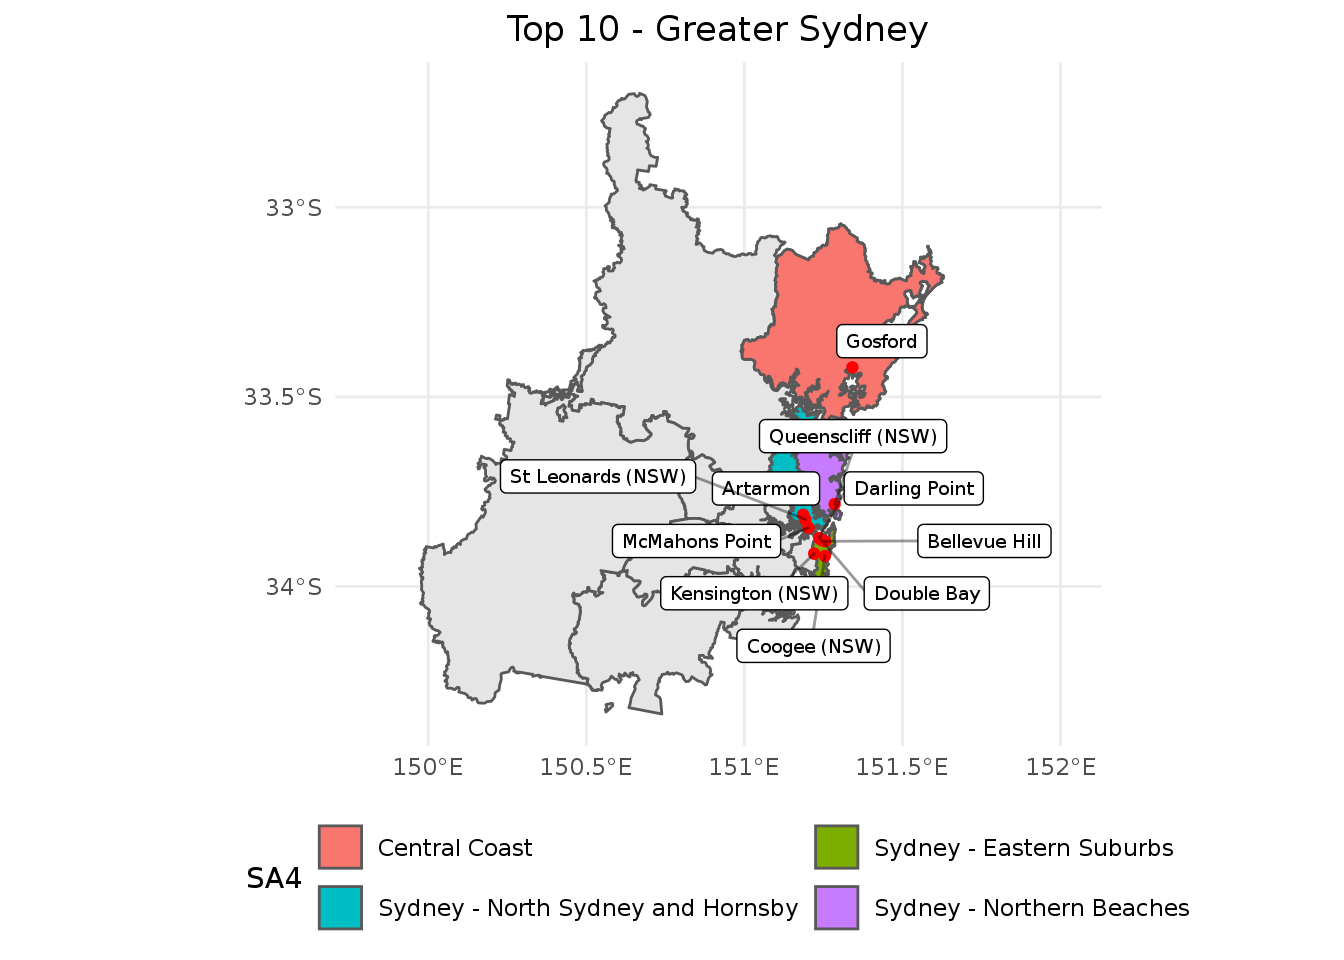 Top 10 - Greater Sydney
33°S
33.5°S
34°S
Gosford
Queenscliff (NSW)
St Leonards (NSW)
Artarmon
Darling Point
McMahons Point
Bellevue Hill
Kensington (NSW)
Double Bay
Coogee (NSW)
150°E
150.5°E
151°E
151.5°E
152°E
SA4
Central Coast
Sydney - Eastern Suburbs
Sydney - North Sydney and Hornsby
Sydney - Northern Beaches